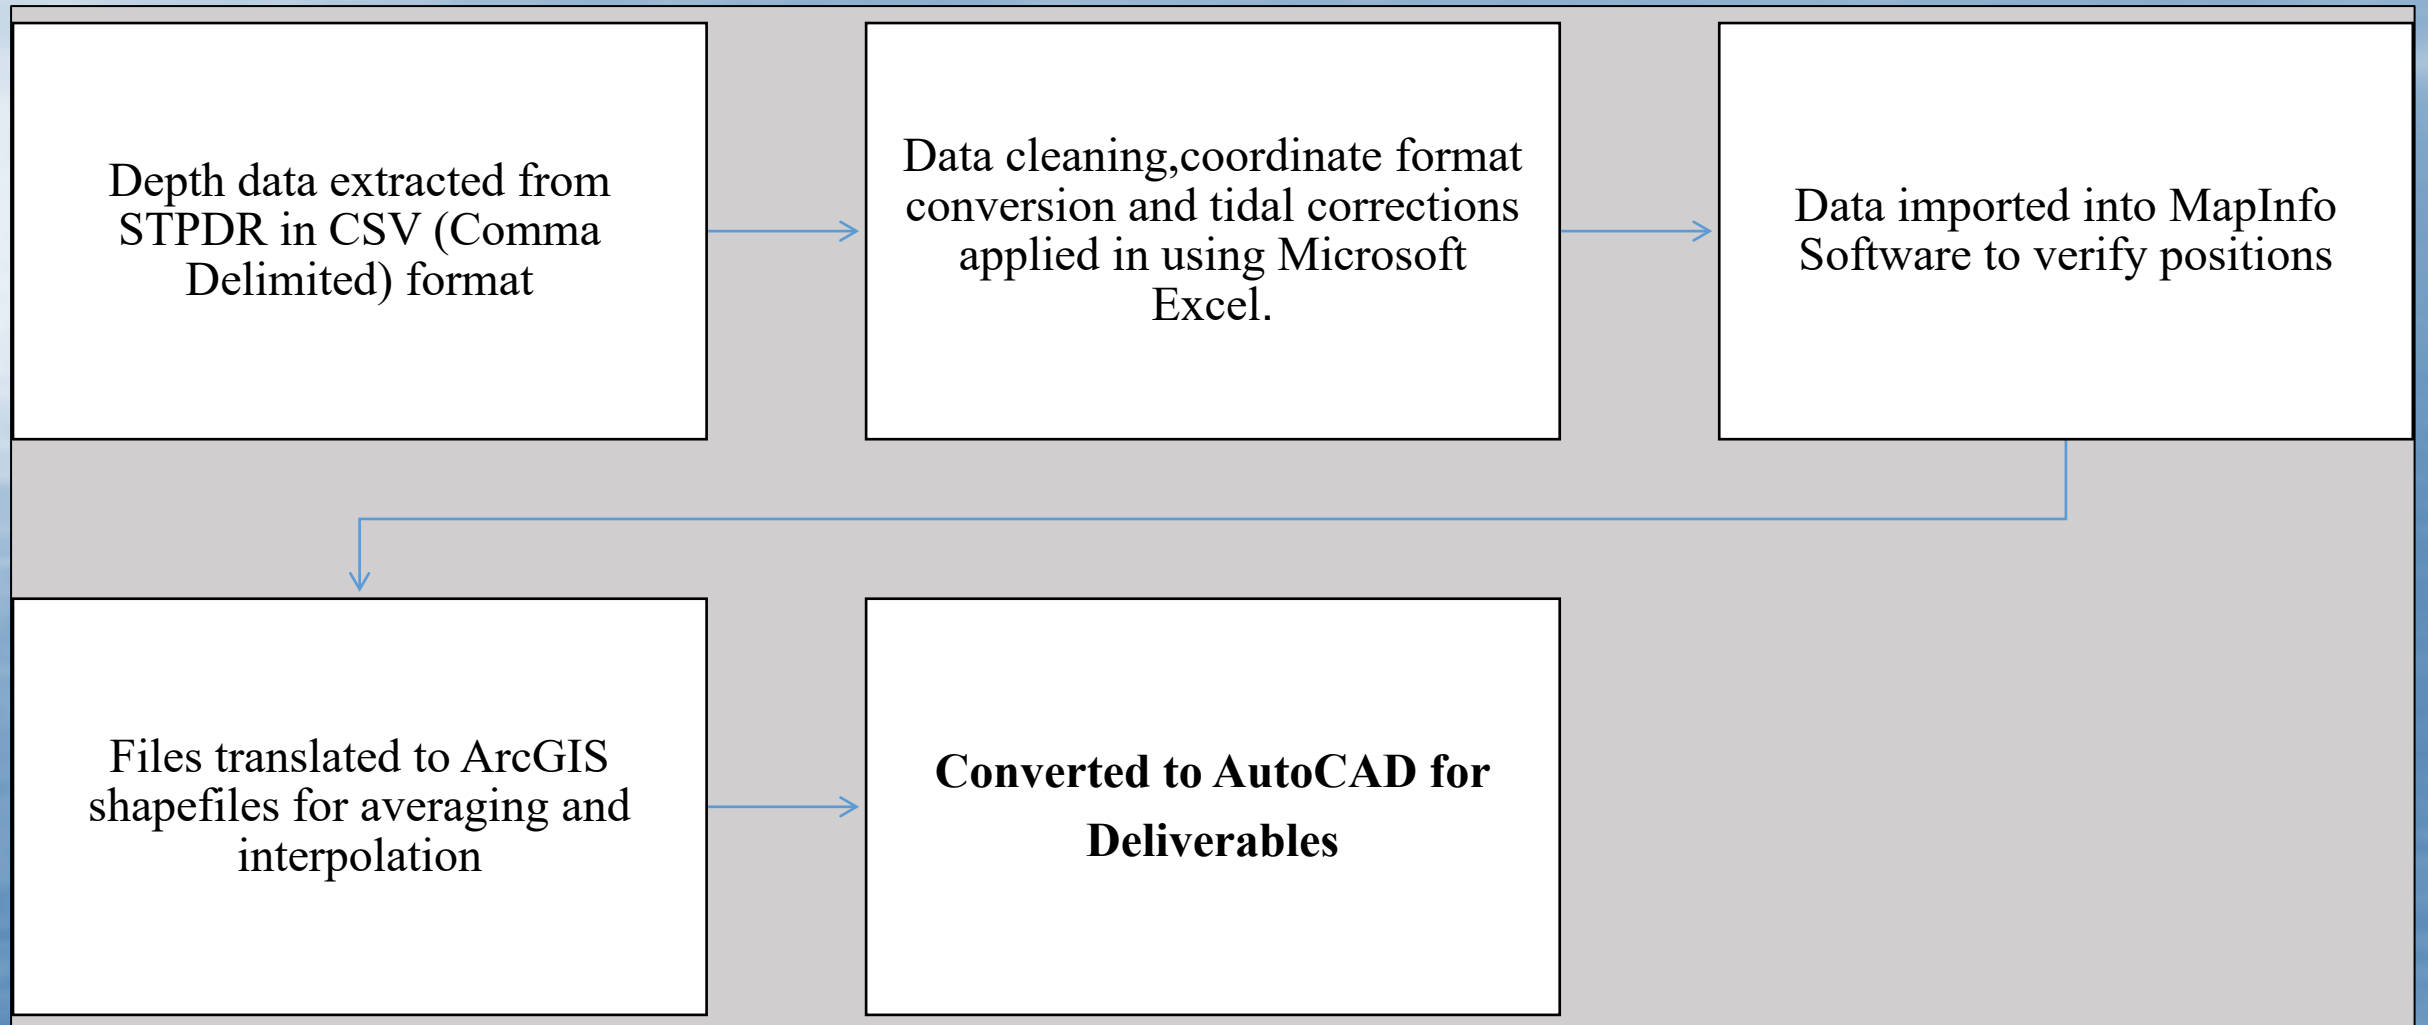 Depth data extracted from
STPDR in CSV (Comma
Delimited) format
Data cleaning,coordinate format
conversion and tidal corrections
applied in using Microsoft
Excel.
Data imported into MapInfo
Software to verify positions
Files translated to ArcGIS
shapefiles for averaging and
interpolation
Converted to AutoCAD for
Deliverables